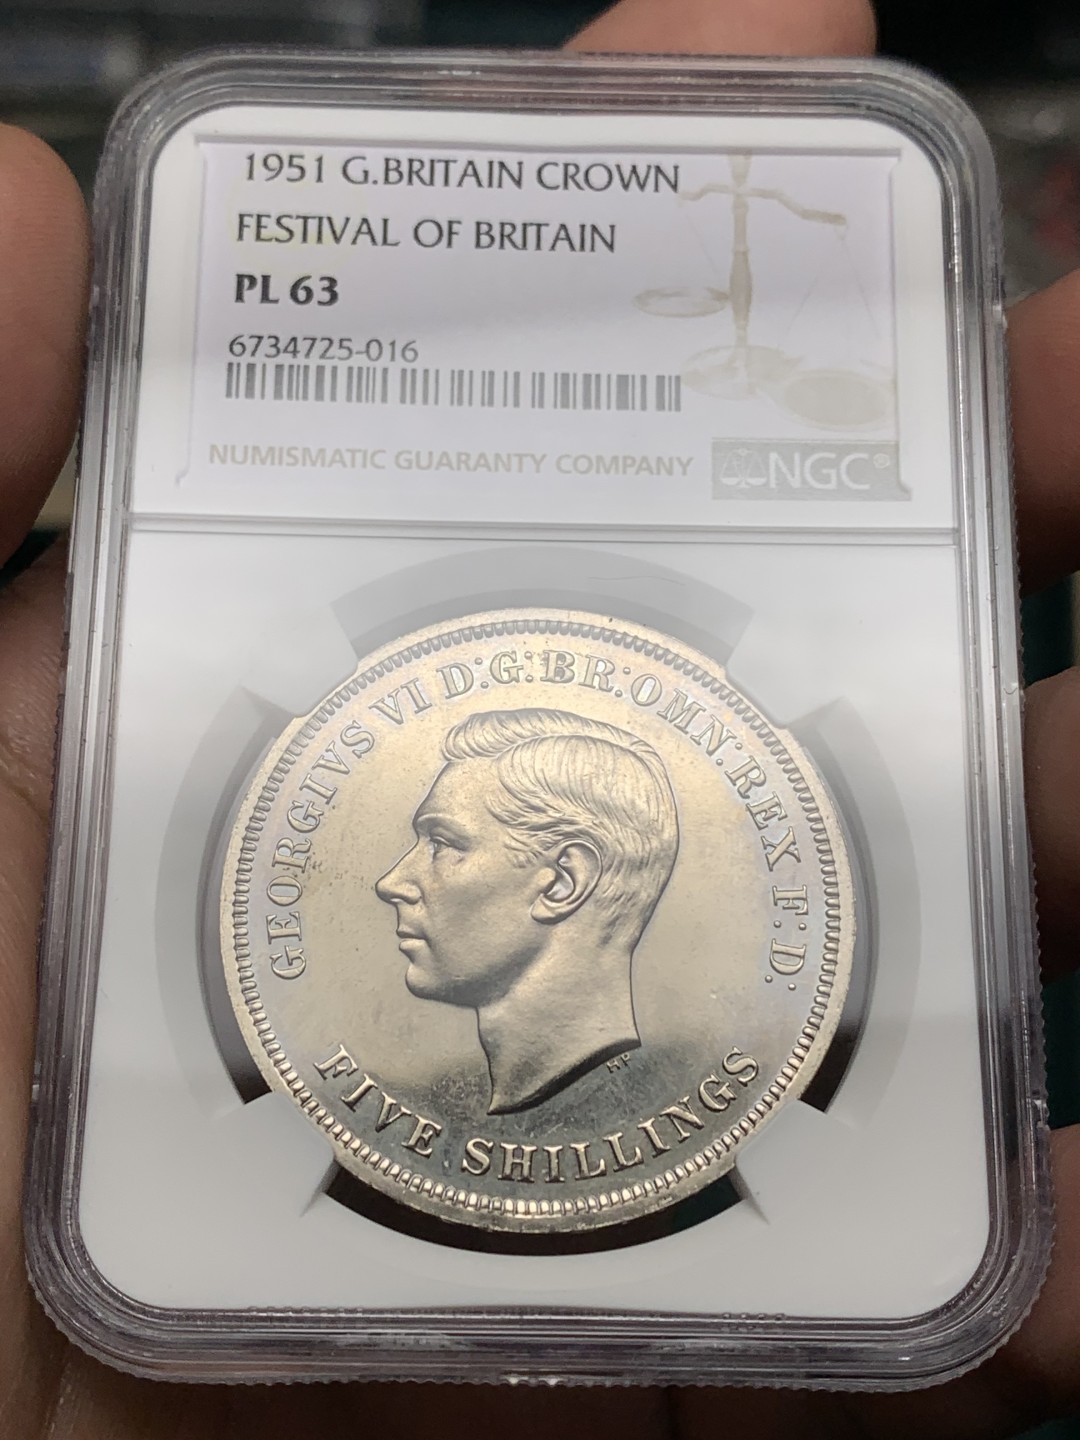 1951 G.BRITAIN CROWN
FESTIVAL OF BRITAIN
PL 63
6734725-016
NUMISMATIC GUARANTY COMPANY
NGC®
GEORGIVS VI D:G:BR:OMN:REX F:D:
HP
FIVE SHILLINGS